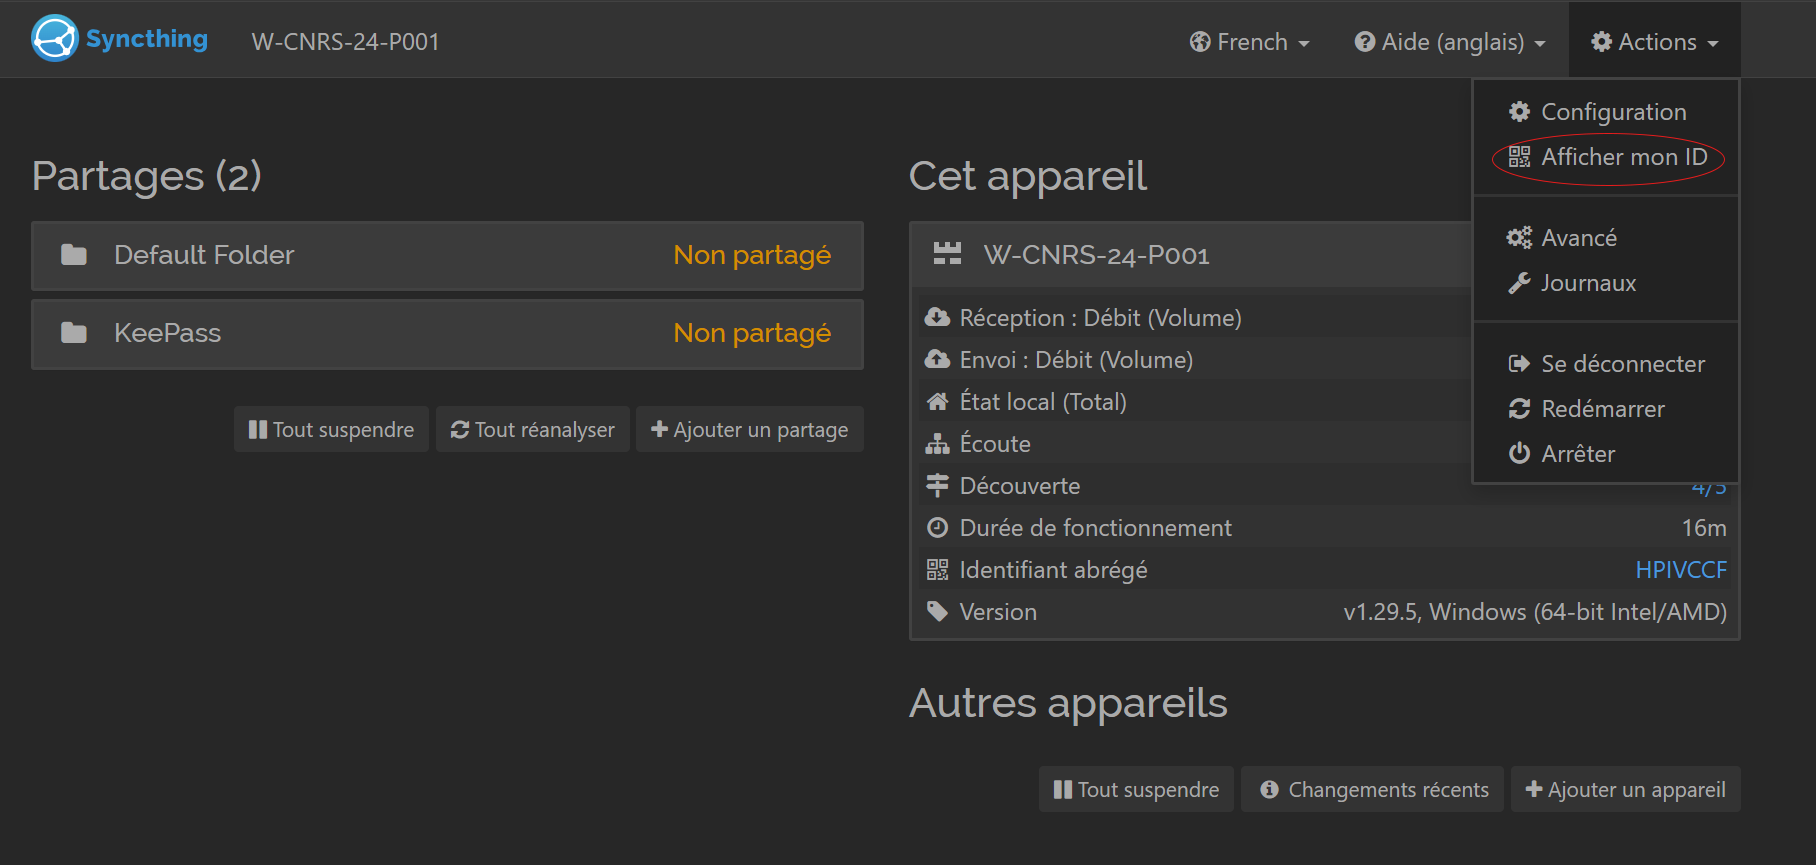 Syncthing W-CNRS-24-P001 French Aide (anglais) Actions
Configuration
Afficher mon ID
Avancé
Journaux
Se déconnecter
Redémarrer
Arrêter
Partages (2)
Default Folder Non partagé
KeePass Non partagé
Tout suspendre Tout réanalyser Ajouter un partage
Cet appareil
W-CNRS-24-P001
Réception : Débit (Volume)
Envoi : Débit (Volume)
État local (Total)
Écoute
Découverte 4/5
Durée de fonctionnement 16m
Identifiant abrégé HPIVCCF
Version v1.29.5, Windows (64-bit Intel/AMD)
Autres appareils
Tout suspendre Changements récents Ajouter un appareil